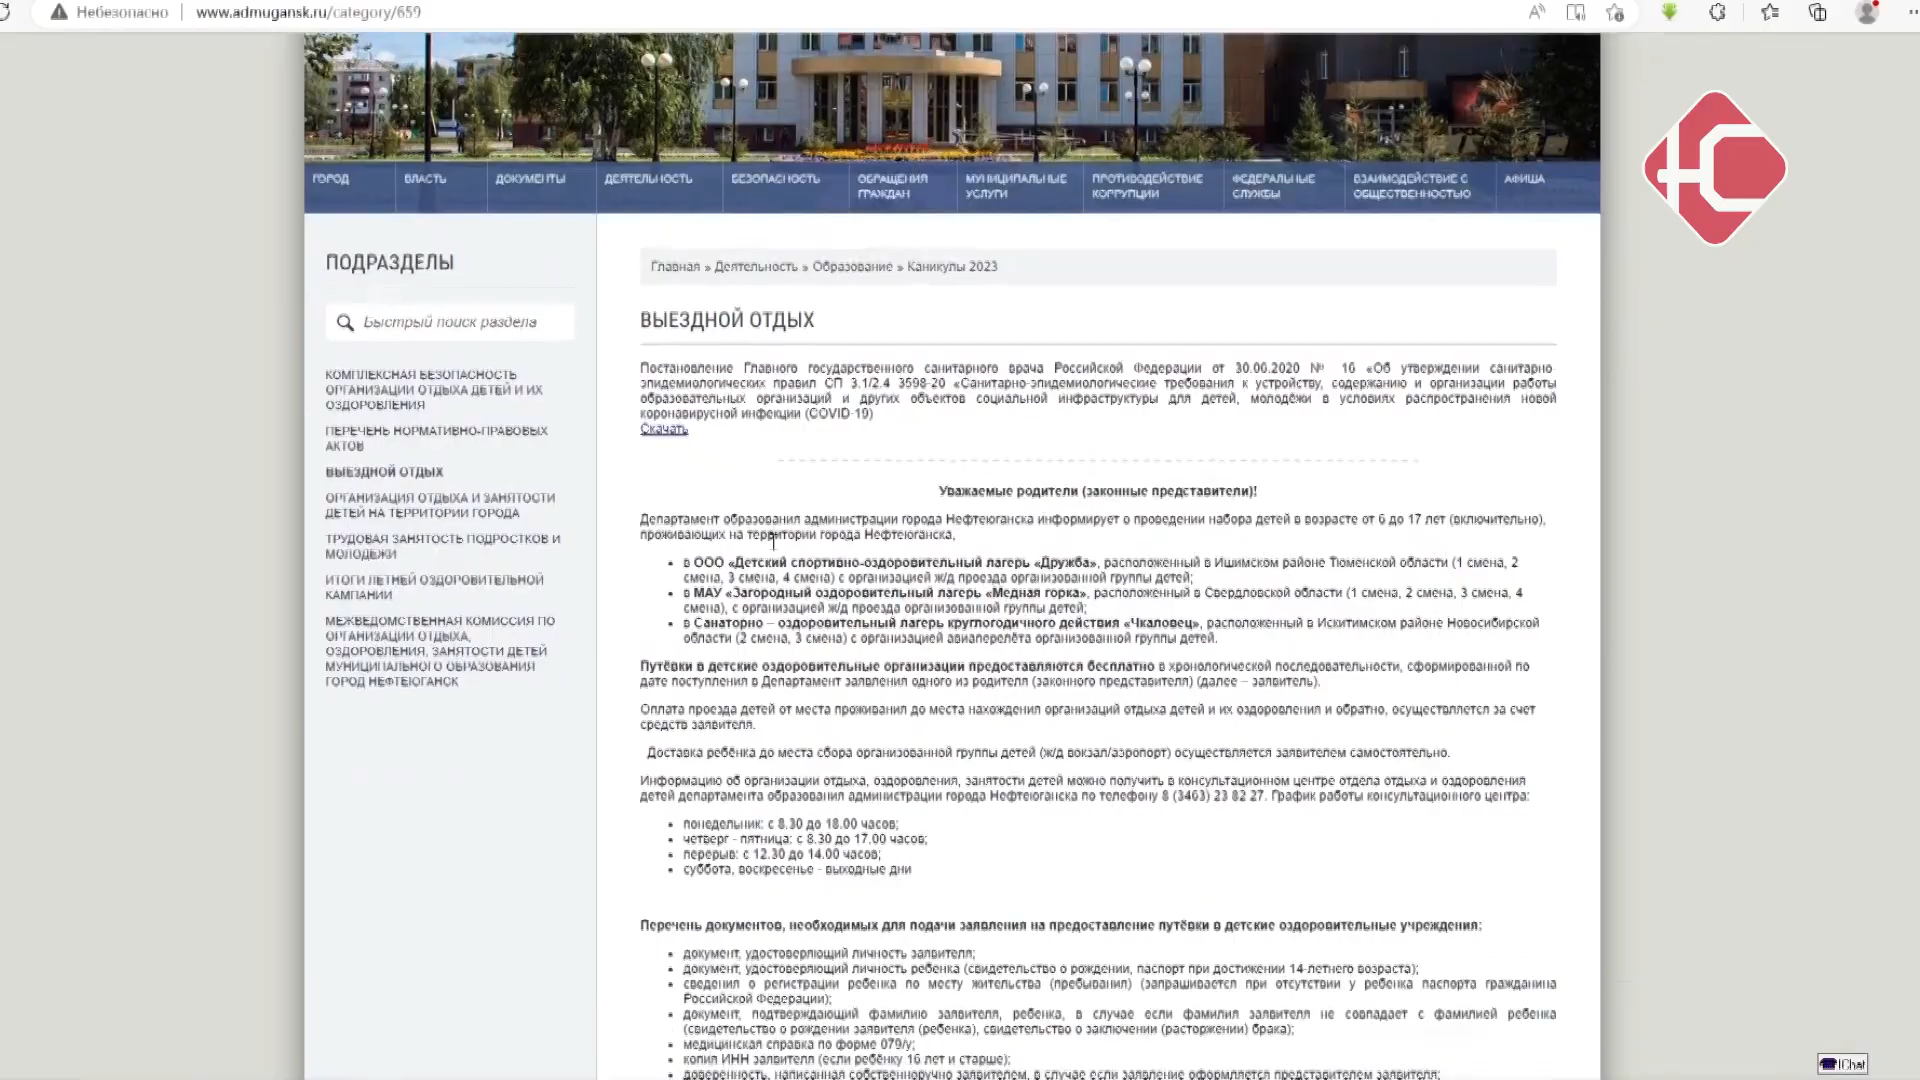 Небезопасно
www.admugansk.ru/category/659
ГОРОД
ВЛАСТЬ
ДОКУМЕНТЫ
ДЕЯТЕЛЬНОСТЬ
БЕЗОПАСНОСТЬ
ОБРАЩЕНИЯ
ГРАЖДАН
МУНИЦИПАЛЬНЫЕ
УСЛУГИ
ПРОТИВОДЕЙСТВИЕ
КОРРУПЦИИ
ФЕДЕРАЛЬНЫЕ
СЛУЖБЫ
ВЗАИМОДЕЙСТВИЕ С
ОБЩЕСТВЕННОСТЬЮ
АФИША
ПОДРАЗДЕЛЫ
Быстрый поиск раздела
КОМПЛЕКСНАЯ БЕЗОПАСНОСТЬ
ОРГАНИЗАЦИИ ОТДЫХА ДЕТЕЙ И ИХ
ОЗДОРОВЛЕНИЯ
ПЕРЕЧЕНЬ НОРМАТИВНО-ПРАВОВЫХ
АКТОВ
ВЫЕЗДНОЙ ОТДЫХ
ОРГАНИЗАЦИЯ ОТДЫХА И ЗАНЯТОСТИ
ДЕТЕЙ НА ТЕРРИТОРИИ ГОРОДА
ТРУДОВАЯ ЗАНЯТОСТЬ ПОДРОСТКОВ И
МОЛОДЁЖИ
ИТОГИ ЛЕТНЕЙ ОЗДОРОВИТЕЛЬНОЙ
КАМПАНИИ
МЕЖВЕДОМСТВЕННАЯ КОМИССИЯ ПО
ОРГАНИЗАЦИИ ОТДЫХА,
ОЗДОРОВЛЕНИЯ, ЗАНЯТОСТИ ДЕТЕЙ
МУНИЦИПАЛЬНОГО ОБРАЗОВАНИЯ
ГОРОД НЕФТЕЮГАНСК
Главная » Деятельность » Образование » Каникулы 2023
ВЫЕЗДНОЙ ОТДЫХ
Постановление Главного государственного санитарного врача Российской Федерации от 30.06.2020 № 16 «Об утверждении санитарно-
эпидемиологических правил СП 3.1/2.4 3598-20 «Санитарно-эпидемиологические требования к устройству, содержанию и организации работы
образовательных организаций и других объектов социальной инфраструктуры для детей, молодёжи в условиях распространения новой
коронавирусной инфекции (COVID-19)
Скачать
Уважаемые родители (законные представители)!
Департамент образования администрации города Нефтеюганска информирует о проведении набора детей в возрасте от 6 до 17 лет (включительно),
проживающих на территории города Нефтеюганска,
в ООО «Детский спортивно-оздоровительный лагерь «Дружба», расположенный в Ишимском районе Тюменской области (1 смена, 2
смена, 3 смена, 4 смена) с организацией ж/д проезда организованной группы детей;
в МАУ «Загородный оздоровительный лагерь «Медная горка», расположенный в Свердловской области (1 смена, 2 смена, 3 смена, 4
смена), с организацией ж/д проезда организованной группы детей;
в Санаторно – оздоровительный лагерь круглогодичного действия «Чкаловец», расположенный в Искитимском районе Новосибирской
области (2 смена, 3 смена) с организацией авиаперелёта организованной группы детей.
Путёвки в детские оздоровительные организации предоставляются бесплатно в хронологической последовательности, сформированной по
дате поступления в Департамент заявления одного из родителя (законного представителя) (далее – заявитель).
Оплата проезда детей от места проживания до места нахождения организаций отдыха детей и их оздоровления и обратно, осуществляется за счет
средств заявителя.
Доставка ребёнка до места сбора организованной группы детей (ж/д вокзал/аэропорт) осуществляется заявителем самостоятельно.
Информацию об организации отдыха, оздоровления, занятости детей можно получить в консультационном центре отдела отдыха и оздоровления
детей департамента образования администрации города Нефтеюганска по телефону 8 (3463) 23 82 27. График работы консультационного центра:
понедельник: с 8.30 до 18.00 часов;
четверг - пятница: с 8.30 до 17.00 часов;
перерыв: с 12.30 до 14.00 часов;
суббота, воскресенье - выходные дни
Перечень документов, необходимых для подачи заявления на предоставление путёвки в детские оздоровительные учреждения:
документ, удостоверяющий личность заявителя;
документ, удостоверяющий личность ребенка (свидетельство о рождении, паспорт при достижении 14-летнего возраста);
сведения о регистрации ребенка по месту жительства (пребывания) (запрашивается при отсутствии у ребенка паспорта гражданина
Российской Федерации);
документ, подтверждающий фамилию заявителя, ребенка, в случае если фамилия заявителя не совпадает с фамилией ребенка
(свидетельство о рождении заявителя (ребенка), свидетельство о заключении (расторжении) брака);
медицинская справка по форме 079/у;
копия ИНН заявителя (если ребёнку 16 лет и старше);
доверенность, написанная собственноручно заявителем, в случае если заявление оформляется представителем заявителя;
!Chat